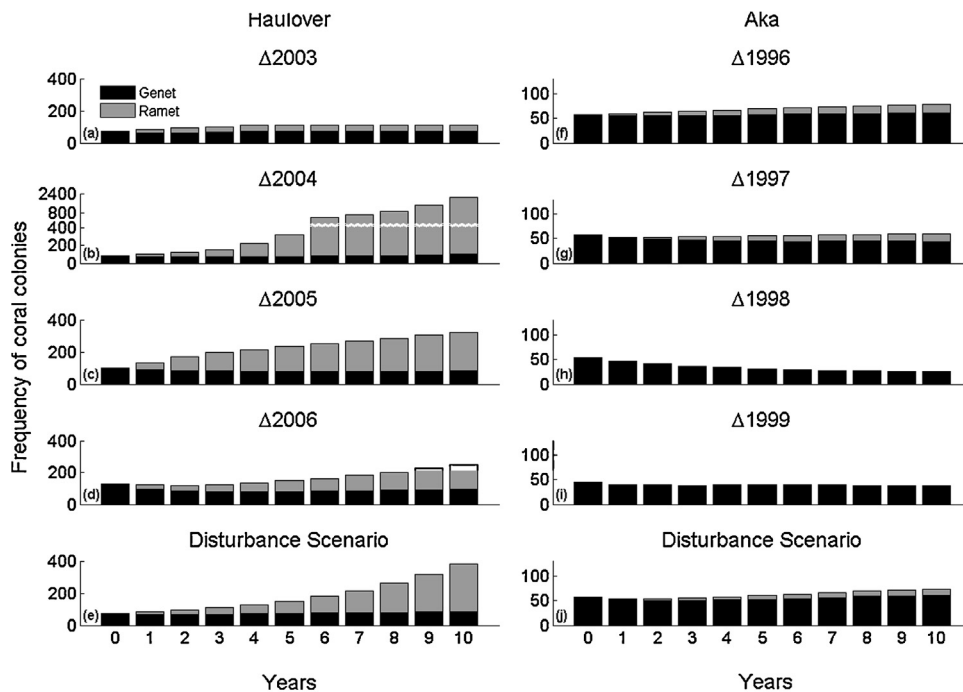 Haulover
Aka
Frequency of coral colonies
Δ2003
400
200
0
Genet
Ramet
(a)
Δ2004
2400
800
400
200
0
(b)
Δ2005
400
200
0
(c)
Δ2006
400
200
0
(d)
Disturbance Scenario
400
200
0
(e)
0 1 2 3 4 5 6 7 8 9 10
Years
Δ1996
100
50
0
(f)
Δ1997
100
50
0
(g)
Δ1998
100
50
0
(h)
Δ1999
100
50
0
(i)
Disturbance Scenario
100
50
0
(j)
0 1 2 3 4 5 6 7 8 9 10
Years